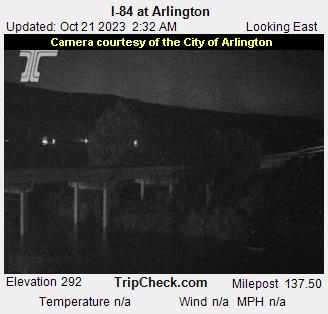 I-84 at Arlington
Updated: Oct 21 2023 2:32 AM Looking East
Camera courtesy of the City of Arlington
Elevation 292 TripCheck.com Milepost 137.50
Temperature n/a Wind n/a MPH n/a